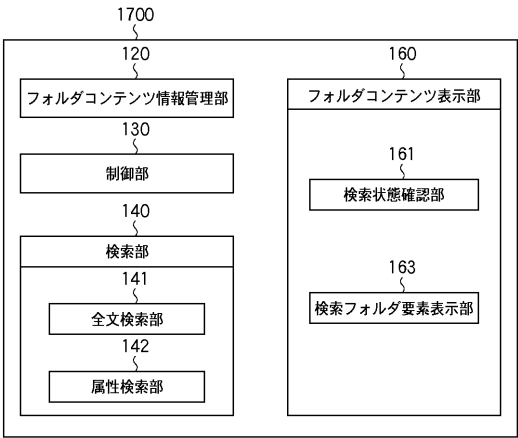 1700
120
フォルダコンテンツ情報管理部
130
制御部
140
検索部
141
全文検索部
142
属性検索部
160
フォルダコンテンツ表示部
161
検索状態確認部
163
検索フォルダ要素表示部